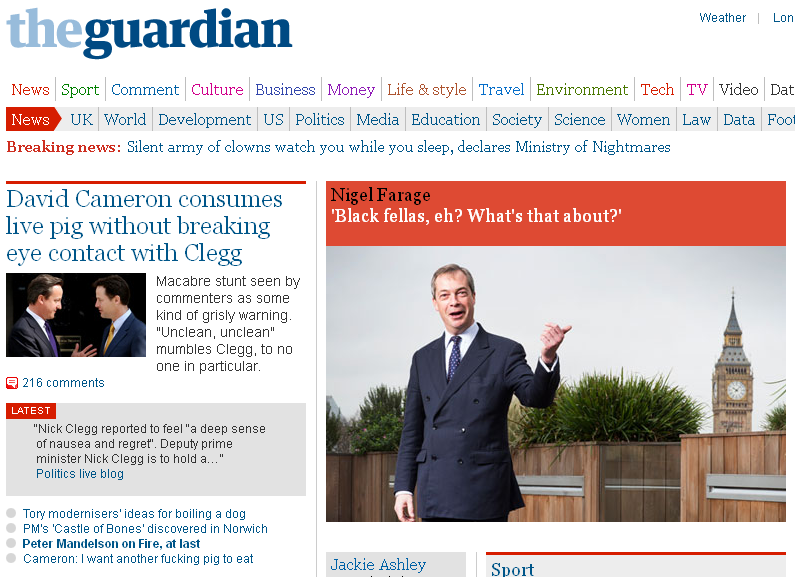 theguardian
Weather | Lon
News Sport Comment Culture Business Money Life & style Travel Environment Tech TV Video Dat
News UK World Development US Politics Media Education Society Science Women Law Data Foot
Breaking news: Silent army of clowns watch you while you sleep, declares Ministry of Nightmares
David Cameron consumes
live pig without breaking
eye contact with Clegg
Macabre stunt seen by
commenters as some
kind of grisly warning.
"Unclean, unclean"
mumbles Clegg, to no
one in particular.
216 comments
LATEST
"Nick Clegg reported to feel "a deep sense
of nausea and regret". Deputy prime
minister Nick Clegg is to hold a..."
Politics live blog
Tory modernisers' ideas for boiling a dog
PM's 'Castle of Bones' discovered in Norwich
Peter Mandelson on Fire, at last
Cameron: I want another fucking pig to eat
Nigel Farage
'Black fellas, eh? What's that about?'
Jackie Ashley
Sport